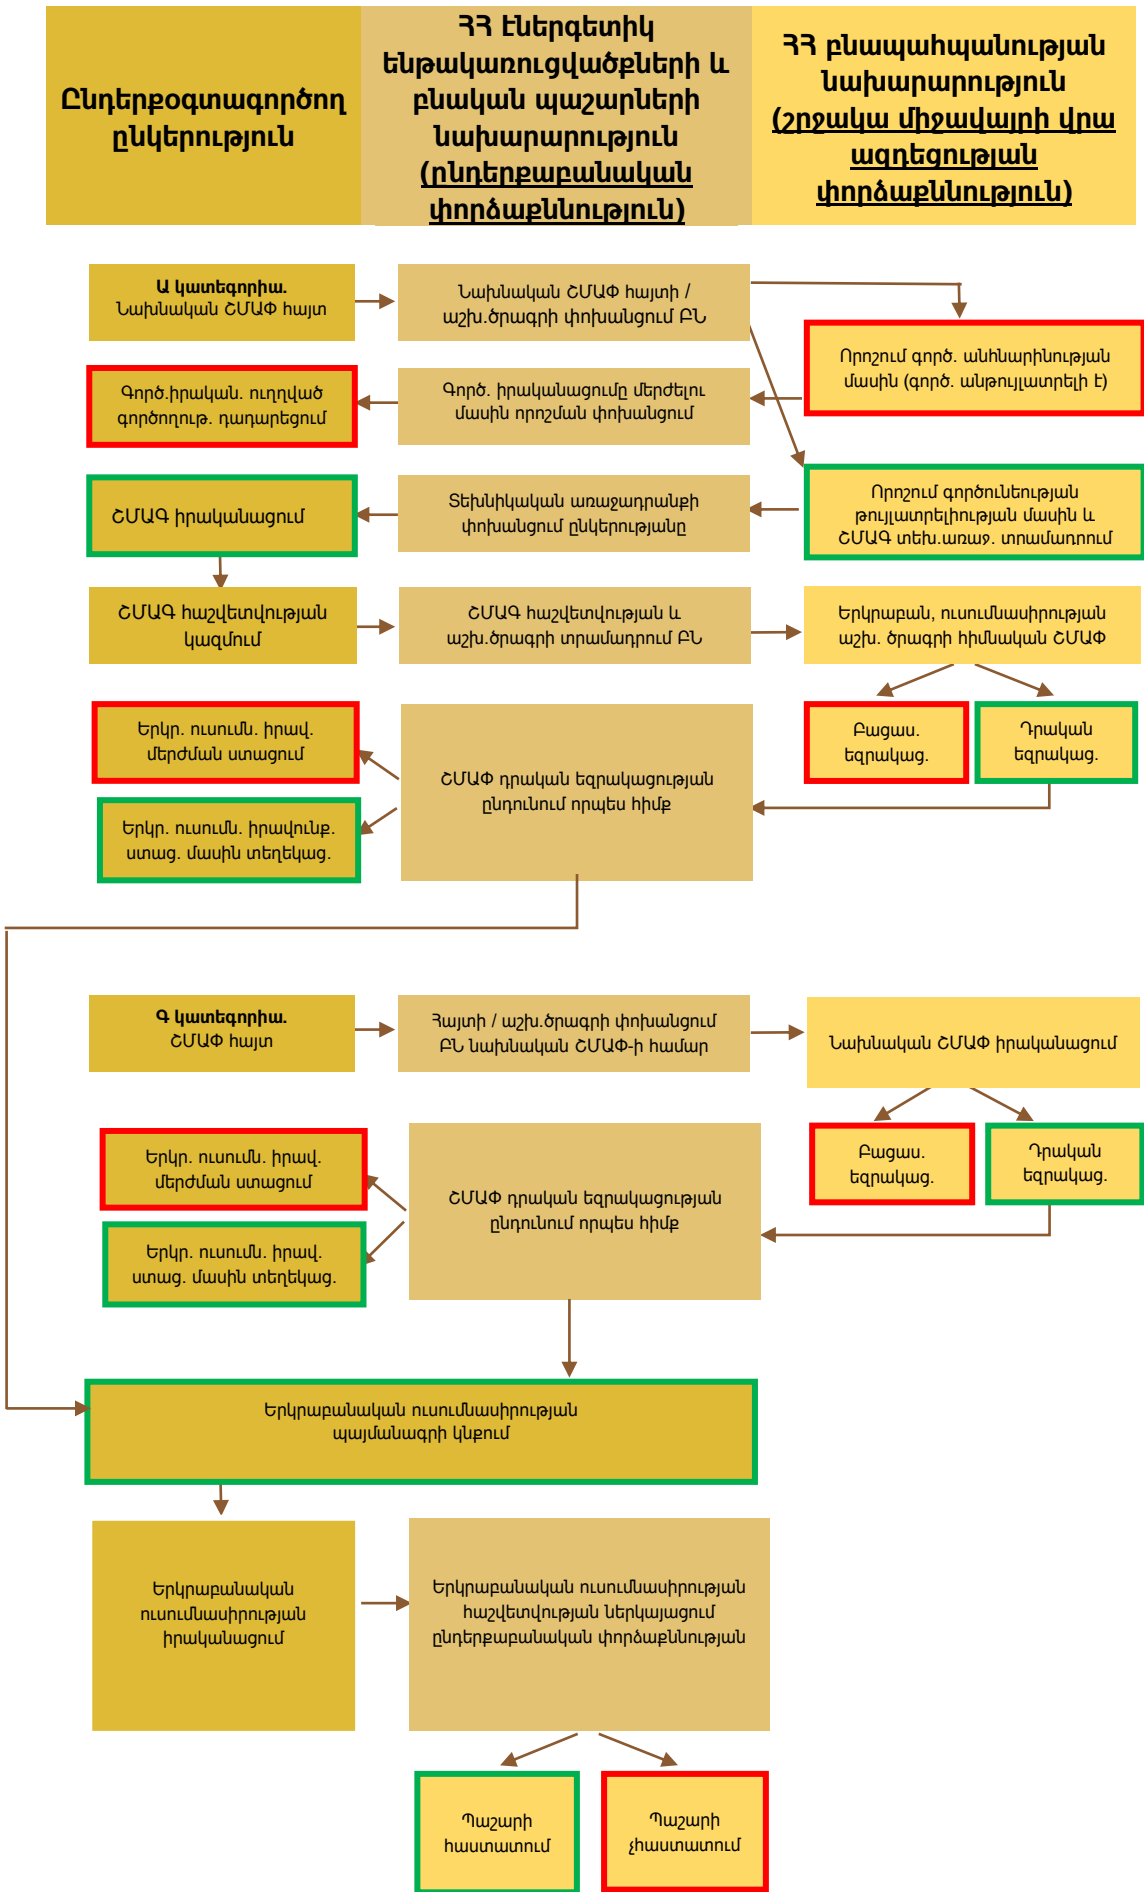 Ընդերքօգտագործող
ընկերություն
ՀՀ էներգետիկ
ենթակառուցվածքների և
բնական պաշարների
նախարարություն
(ընդերքաբանական
փորձաքննություն)
ՀՀ բնապահպանության
նախարարություն
(շրջակա միջավայրի վրա
ազդեցության
փորձաքննություն)
Ա կատեգորիա.
Նախնական ՇՄԱՓ հայտ
Նախնական ՇՄԱՓ հայտի /
աշխ.ծրագրի փոխանցում ԲՆ
Որոշում գործ. անհնարինության
մասին (գործ. անթույլատրելի է)
Գործ.իրական. ուղղված
գործողութ. դադարեցում
Գործ. իրականացումը մերժելու
մասին որոշման փոխանցում
ՇՄԱԳ իրականացում
Տեխնիկական առաջադրանքի
փոխանցում ընկերությանը
Որոշում գործունեության
թույլատրելիության մասին և
ՇՄԱԳ տեխ.առաջ. տրամադրում
ՇՄԱԳ հաշվետվության
կազմում
ՇՄԱԳ հաշվետվության և
աշխ.ծրագրի տրամադրում ԲՆ
Երկրաբան, ուսումնասիրության
աշխ. ծրագրի հիմնական ՇՄԱՓ
Երկր. ուսումն. իրավ.
մերժման ստացում
ՇՄԱՓ դրական եզրակացության
ընդունում որպես հիմք
Բացաս.
եզրակաց.
Դրական
եզրակաց.
Երկր. ուսումն. իրավունք.
ստաց. մասին տեղեկաց.
Գ կատեգորիա.
ՇՄԱՓ հայտ
Հայտի / աշխ.ծրագրի փոխանցում
ԲՆ նախնական ՇՄԱՓ-ի համար
Նախնական ՇՄԱՓ իրականացում
Երկր. ուսումն. իրավ.
մերժման ստացում
ՇՄԱՓ դրական եզրակացության
ընդունում որպես հիմք
Բացաս.
եզրակաց.
Դրական
եզրակաց.
Երկր. ուսումն. իրավ.
ստաց. մասին տեղեկաց.
Երկրաբանական ուսումնասիրության
պայմանագրի կնքում
Երկրաբանական
ուսումնասիրության
իրականացում
Երկրաբանական ուսումնասիրության
հաշվետվության ներկայացում
ընդերքաբանական փորձաքննության
Պաշարի
հաստատում
Պաշարի
չհաստատում